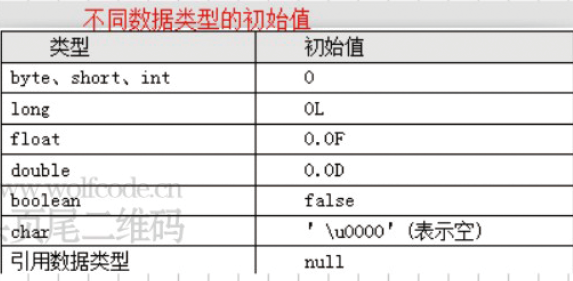 不同数据类型的初始值
类型 初始值
byte、short、int 0
long 0L
float 0.0F
double 0.0D
www.wolfcode.cn
boolean false
页尾二维码
char '\u0000'(表示空)
引用数据类型 null